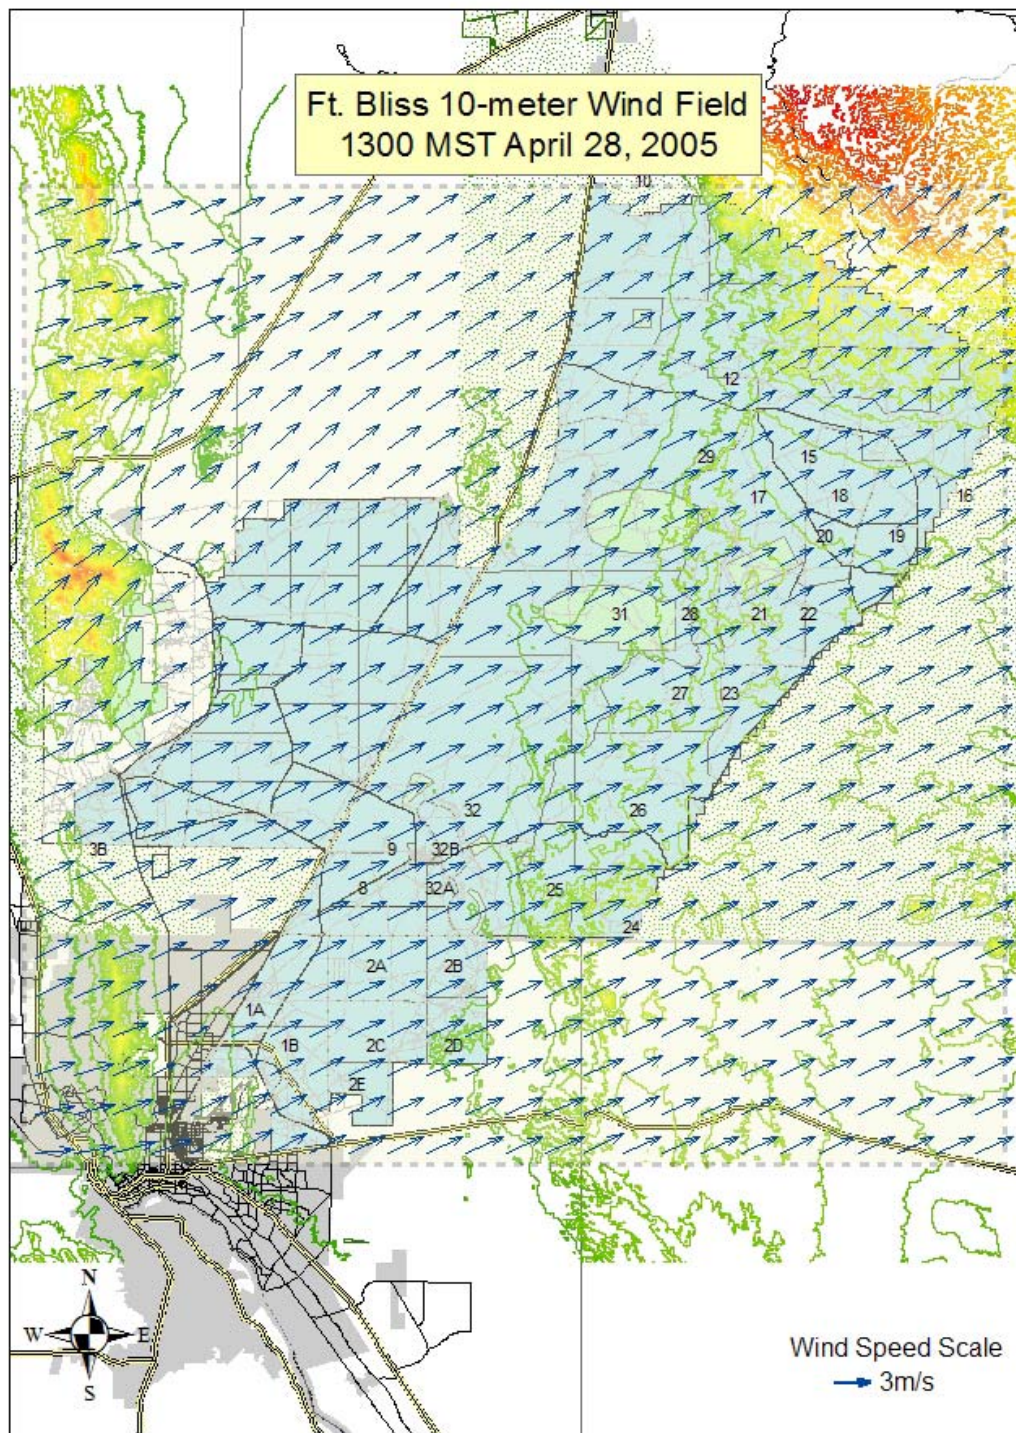 Ft. Bliss 10-meter Wind Field
1300 MST April 28, 2005
10
12
29
15
17
18
16
20
19
31
28
21
22
27
23
32
26
3B
9
32B
8
32A
25
24
2A
2B
1A
1B
2C
2D
2E
N
W
E
S
Wind Speed Scale
3m/s